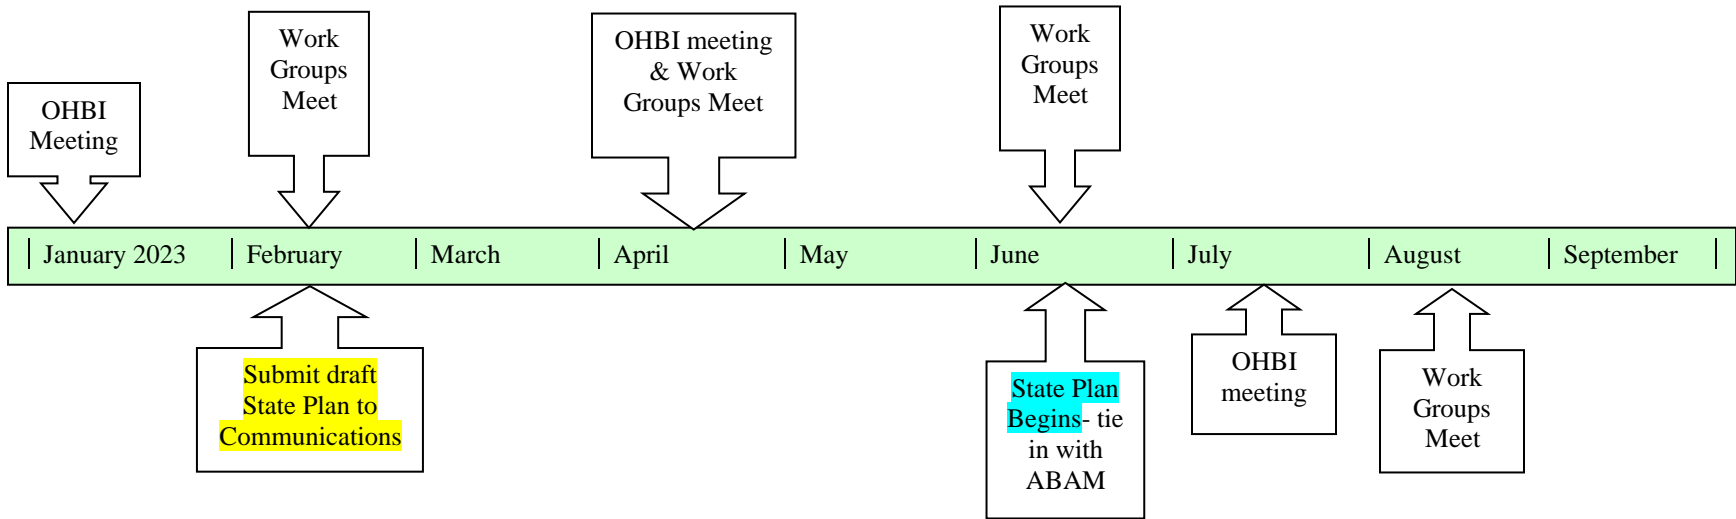 OHBI
Meeting
Work
Groups
Meet
OHBI meeting
& Work
Groups Meet
Work
Groups
Meet
January 2023 February March April May June July August September
Submit draft
State Plan to
Communications
State Plan
Begins- tie
in with
ABAM
OHBI
meeting
Work
Groups
Meet